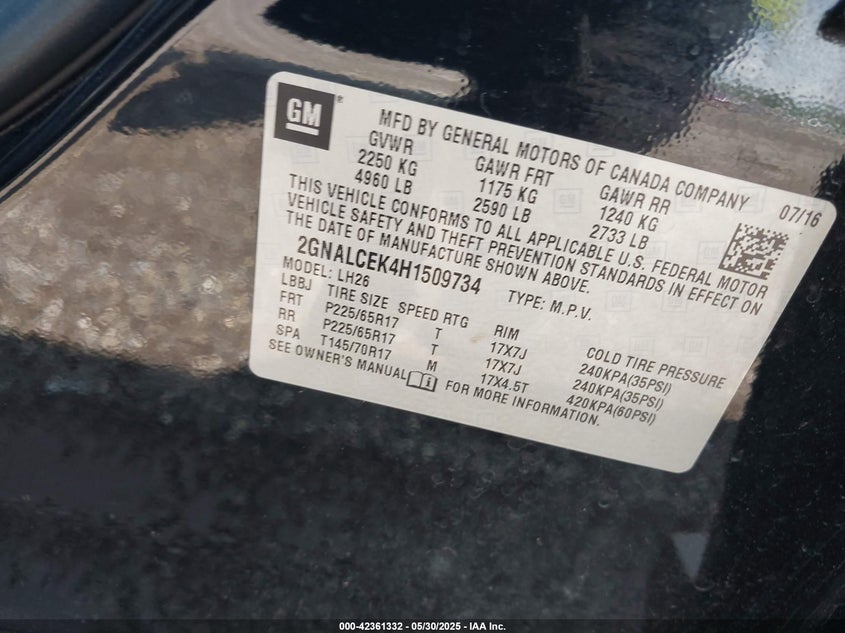 GM ®
MFD BY GENERAL MOTORS OF CANADA COMPANY
07/16
GVWR GAWR FRT GAWR RR
2250 KG 1175 KG 1240 KG
4960 LB 2590 LB 2733 LB
THIS VEHICLE CONFORMS TO ALL APPLICABLE U.S. FEDERAL MOTOR
VEHICLE SAFETY AND THEFT PREVENTION STANDARDS IN EFFECT ON
THE DATE OF MANUFACTURE SHOWN ABOVE.
2GNALCEK4H1509734 TYPE: M.P.V.
MODEL: LH26
LBBJ TIRE SIZE SPEED RTG RIM COLD TIRE PRESSURE
FRT P225/65R17 T 17X7J 240KPA(35PSI)
RR P225/65R17 T 17X7J 240KPA(35PSI)
SPA T145/70R17 M 17X4.5T 420KPA(60PSI)
SEE OWNER'S MANUAL FOR MORE INFORMATION.
000-42361332 — 05/30/2025 — IAA Inc.